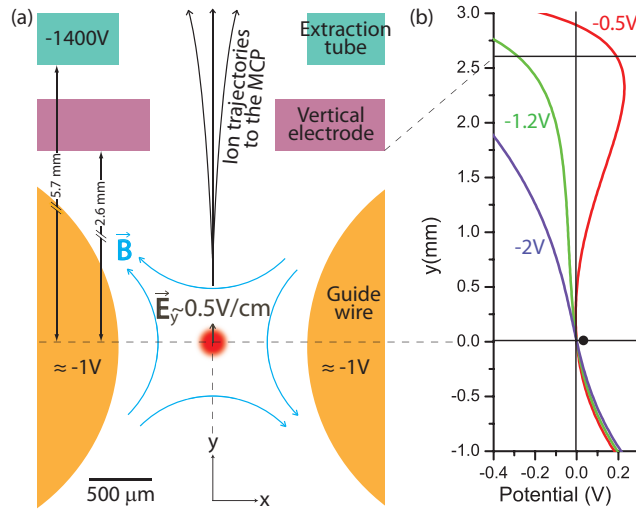 (a)
-1400V
Extraction
tube
Vertical
electrode
Ion trajectories
to the MCP
5.7 mm
2.6 mm
B
E_y~0.5V/cm
Guide
wire
≈ -1V
≈ -1V
y
x
500 μm
(b)
3.0
2.5
2.0
1.5
1.0
0.5
0.0
-0.5
-1.0
y(mm)
-0.5V
-1.2V
-2V
-0.4 -0.2 0.0 0.2
Potential (V)